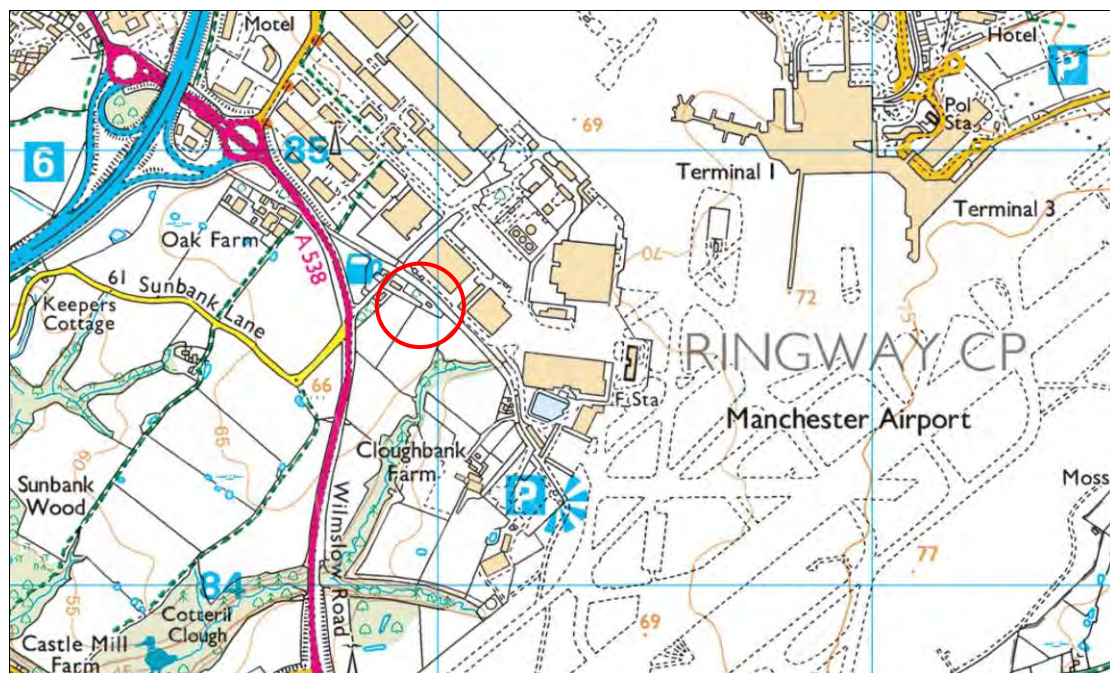 Motel
Hotel
P
Pol
Sta
69
6
85
Terminal 1
Terminal 3
Oak Farm
A 538
70
72
75
61 Sunbank
Lane
Keepers
Cottage
66
65
60
RINGWAY CP
F Sta
Manchester Airport
Cloughbank
Farm
Sunbank
Wood
P
Moss
Wilmslow Road
77
84
55
Cotteril
Clough
69
Castle Mill
Farm